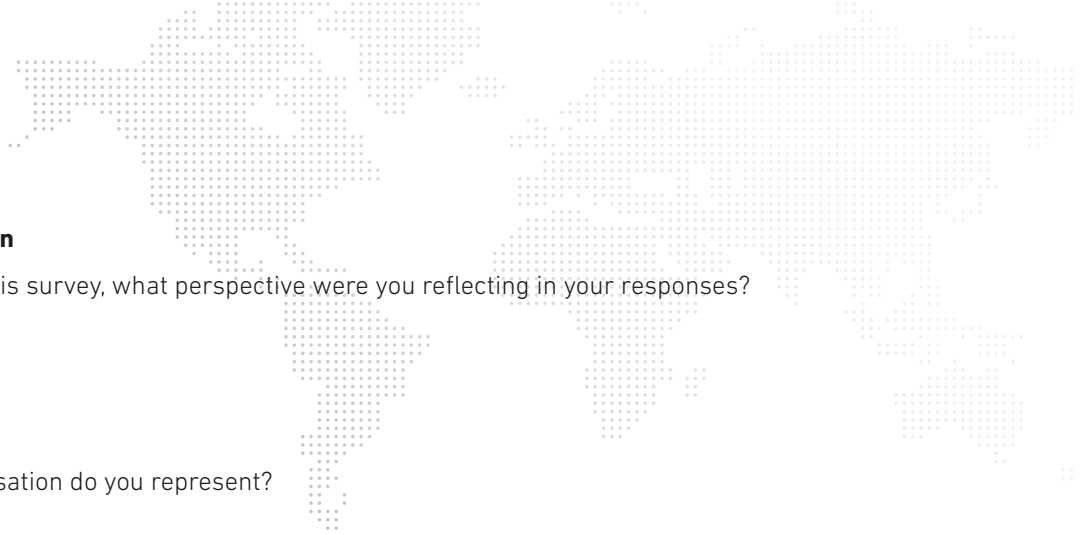 n
is survey, what perspective were you reflecting in your responses?
sation do you represent?